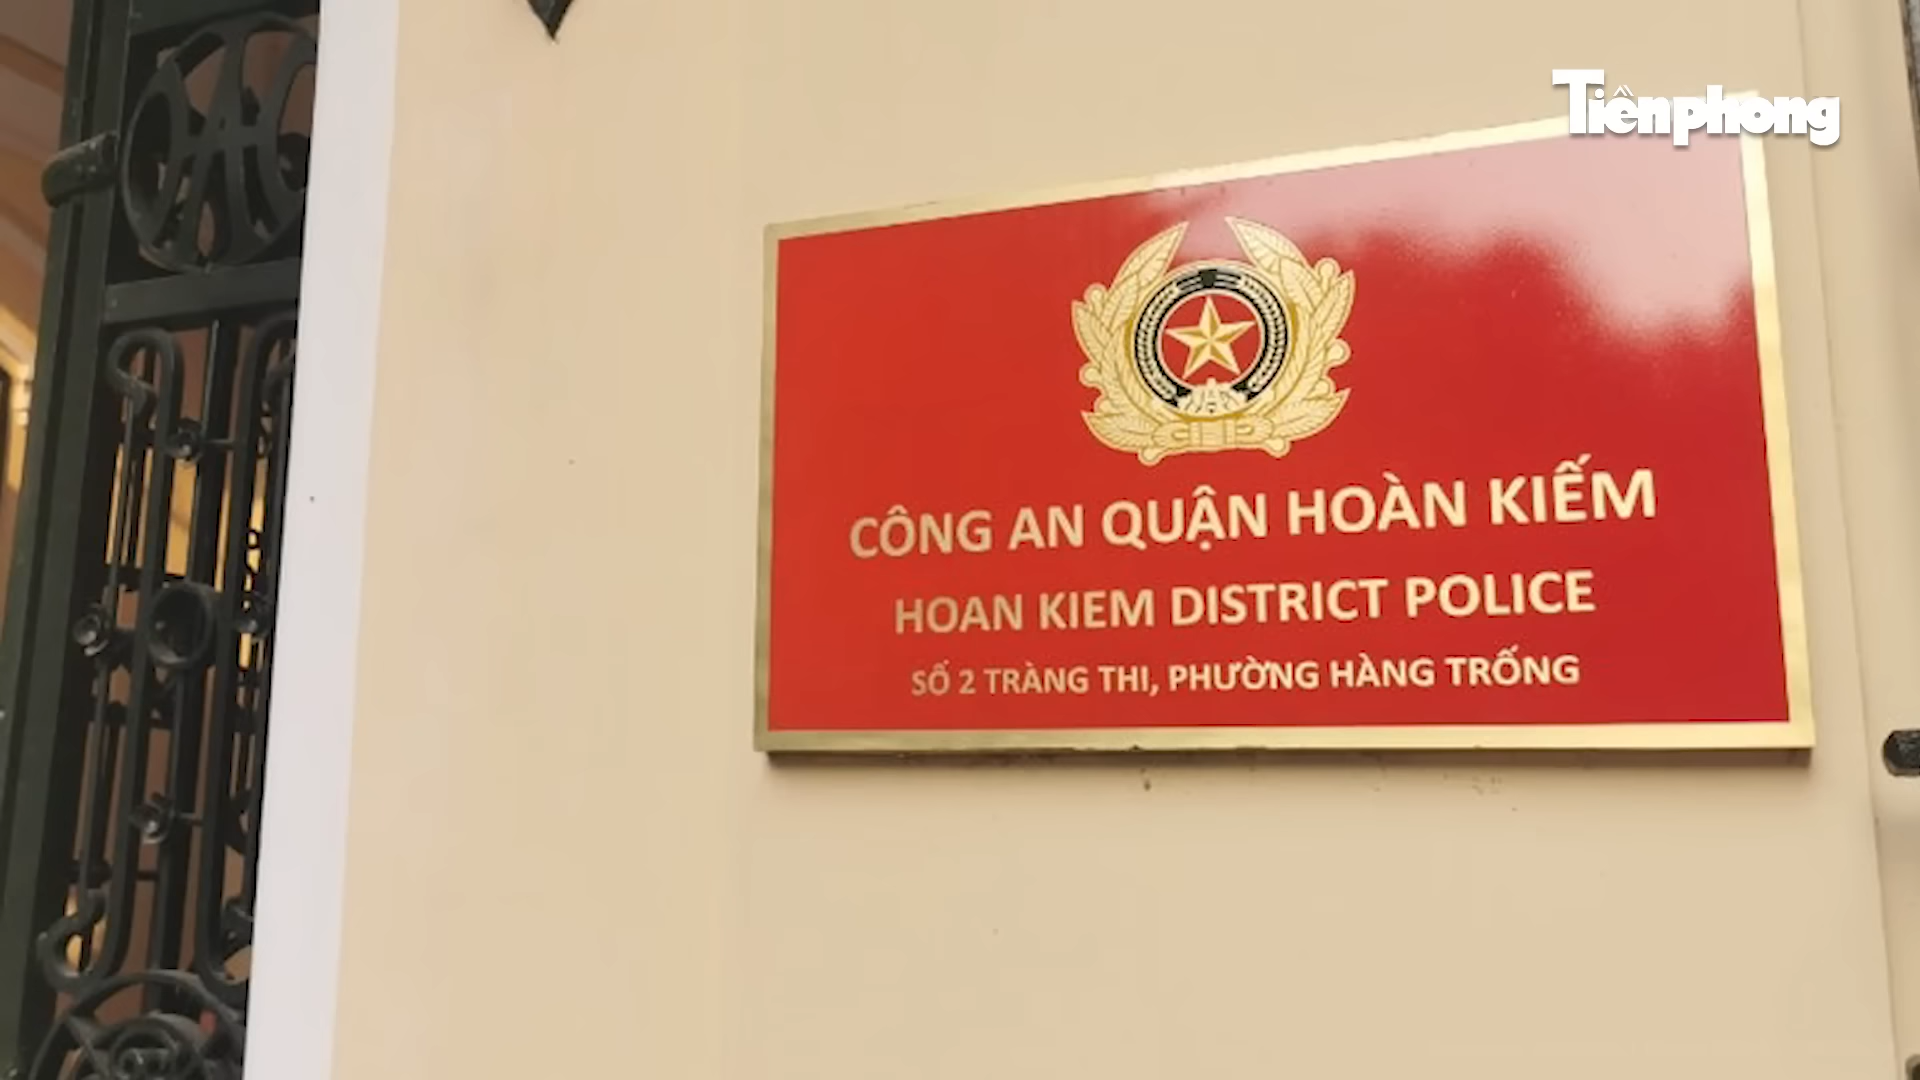 Tiềnphong
CÔNG AN QUẬN HOÀN KIẾM
HOAN KIEM DISTRICT POLICE
SỐ 2 TRÀNG THI, PHƯỜNG HÀNG TRỐNG